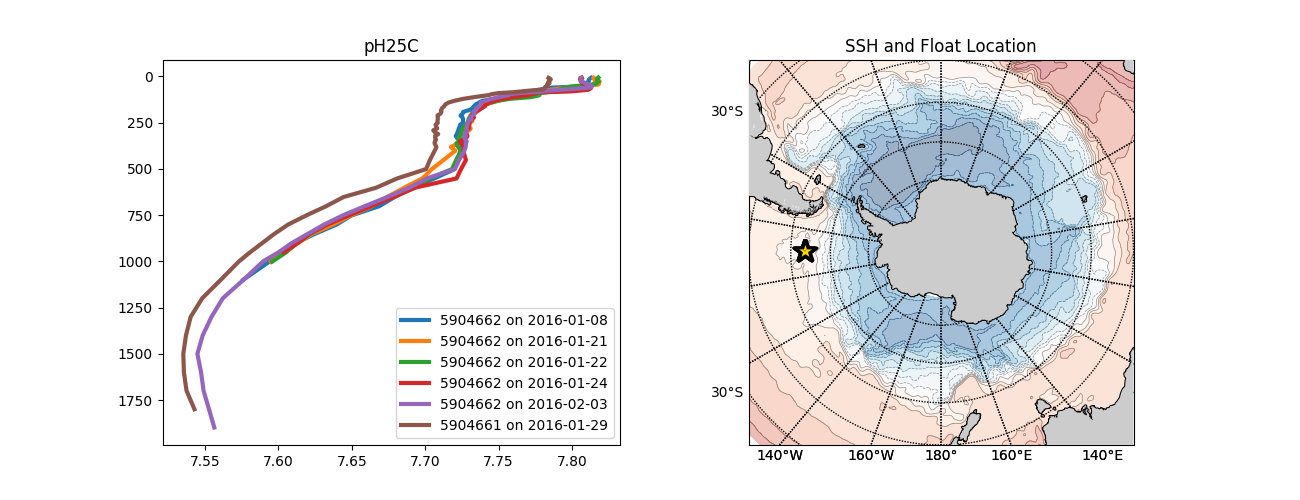 pH25C
0
250
500
750
1000
1250
1500
1750
7.55 7.60 7.65 7.70 7.75 7.80
5904662 on 2016-01-08
5904662 on 2016-01-21
5904662 on 2016-01-22
5904662 on 2016-01-24
5904662 on 2016-02-03
5904661 on 2016-01-29
SSH and Float Location
30°S
30°S
140°W 160°W 180° 160°E 140°E